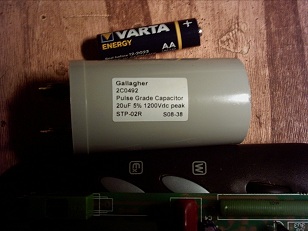 VARTA
ENERGY
AA
Gallagher
2C0492
Pulse Grade Capacitor
20uF 5% 1200Vdc peak
STP-02R S08-38
W